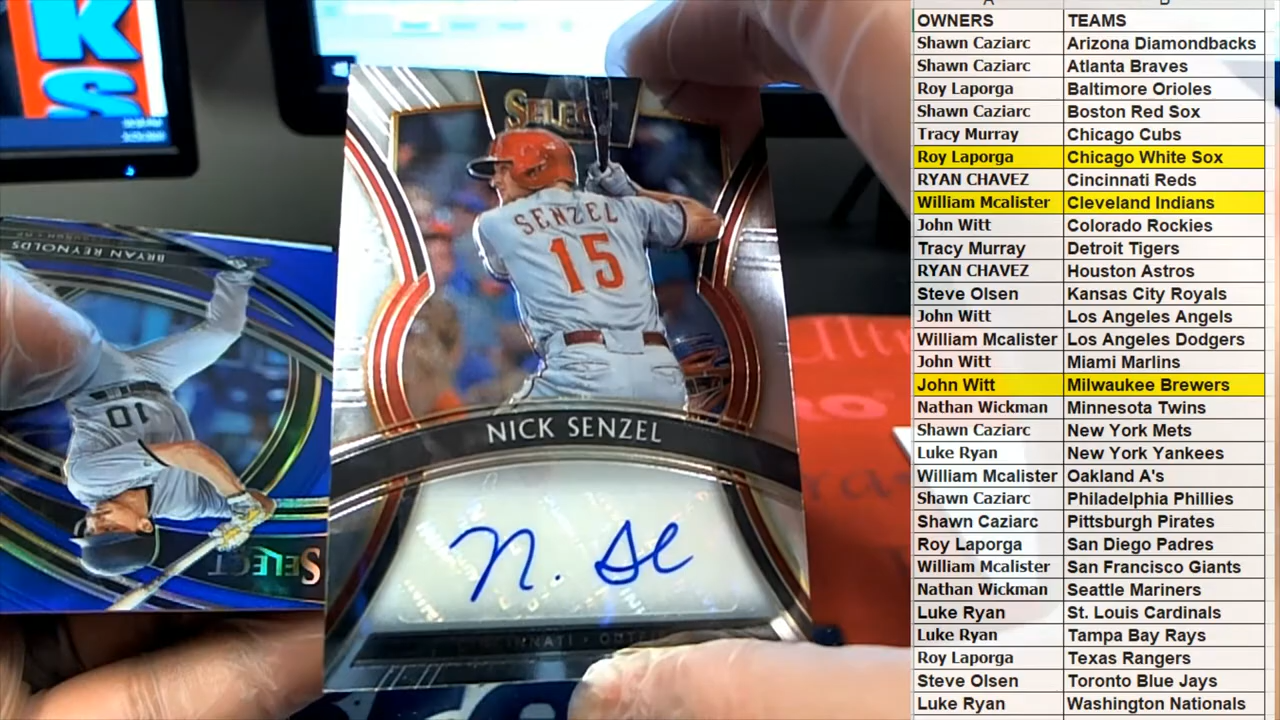 KS
SELECT
SENZEL
15
NICK SENZEL
N. Se
CINNATI •
BRYAN REYNOLDS
10
SELECT
OWNERS TEAMS
Shawn Caziarc Arizona Diamondbacks
Shawn Caziarc Atlanta Braves
Roy Laporga Baltimore Orioles
Shawn Caziarc Boston Red Sox
Tracy Murray Chicago Cubs
Roy Laporga Chicago White Sox
RYAN CHAVEZ Cincinnati Reds
William Mcalister Cleveland Indians
John Witt Colorado Rockies
Tracy Murray Detroit Tigers
RYAN CHAVEZ Houston Astros
Steve Olsen Kansas City Royals
John Witt Los Angeles Angels
William Mcalister Los Angeles Dodgers
John Witt Miami Marlins
John Witt Milwaukee Brewers
Nathan Wickman Minnesota Twins
Shawn Caziarc New York Mets
Luke Ryan New York Yankees
William Mcalister Oakland A's
Shawn Caziarc Philadelphia Phillies
Shawn Caziarc Pittsburgh Pirates
Roy Laporga San Diego Padres
William Mcalister San Francisco Giants
Nathan Wickman Seattle Mariners
Luke Ryan St. Louis Cardinals
Luke Ryan Tampa Bay Rays
Roy Laporga Texas Rangers
Steve Olsen Toronto Blue Jays
Luke Ryan Washington Nationals